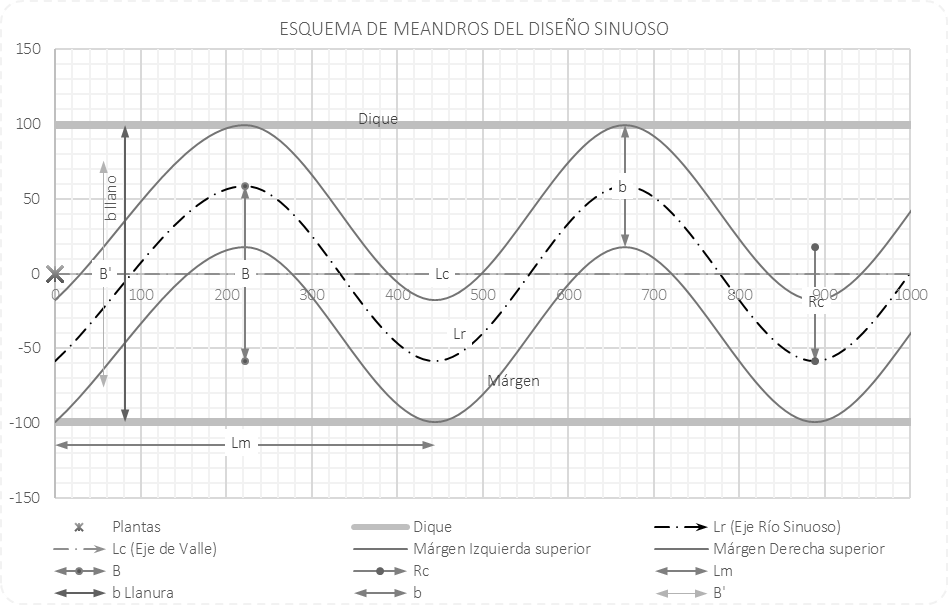 ESQUEMA DE MEANDROS DEL DISEÑO SINUOSO
150
100
Dique
50
b llano
b
0
B'
B
Lc
0 100 200 300 400 500 600 700 800 900 1000
Rc
Lr
-50
Márgen
-100
Lm
-150
Plantas Dique Lr (Eje Río Sinuoso)
Lc (Eje de Valle) Márgen Izquierda superior Márgen Derecha superior
B Rc Lm
b Llanura b B'